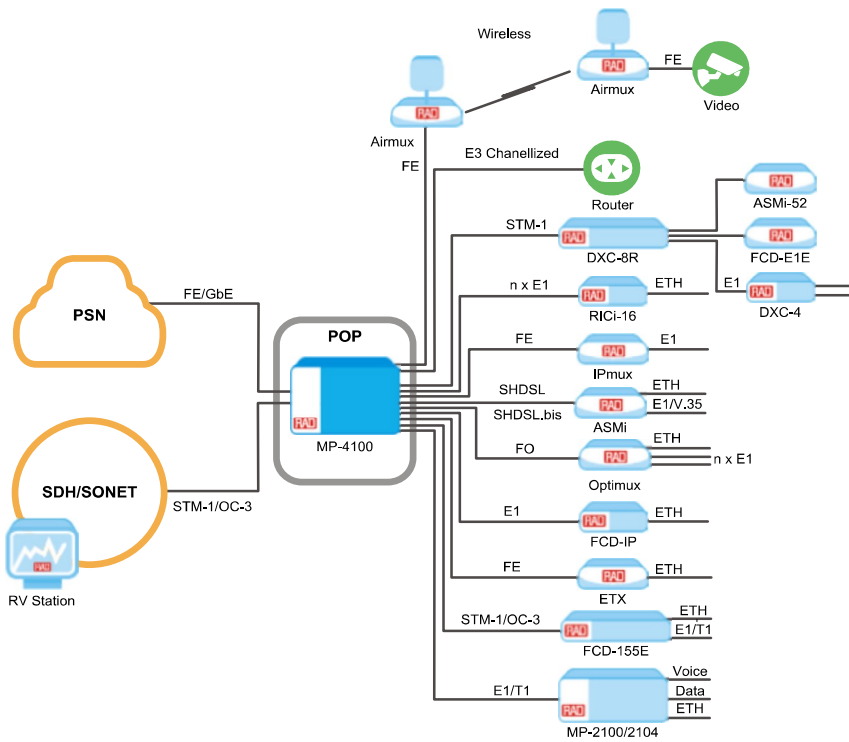 Wireless
RAD
Airmux
FE
Video
RAD
Airmux
FE
E3 Chanellized
Router
STM-1
RAD
DXC-8R
RAD
ASMi-52
RAD
FCD-E1E
E1
RAD
DXC-4
PSN
FE/GbE
n x E1
RAD
RICi-16
ETH
POP
RAD
MP-4100
FE
RAD
IPmux
E1
SHDSL
SHDSL.bis
RAD
ASMi
ETH
E1/V.35
FO
RAD
Optimux
ETH
n x E1
SDH/SONET
STM-1/OC-3
RAD
RV Station
E1
RAD
FCD-IP
ETH
FE
RAD
ETX
ETH
STM-1/OC-3
RAD
FCD-155E
ETH
E1/T1
E1/T1
RAD
MP-2100/2104
Voice
Data
ETH